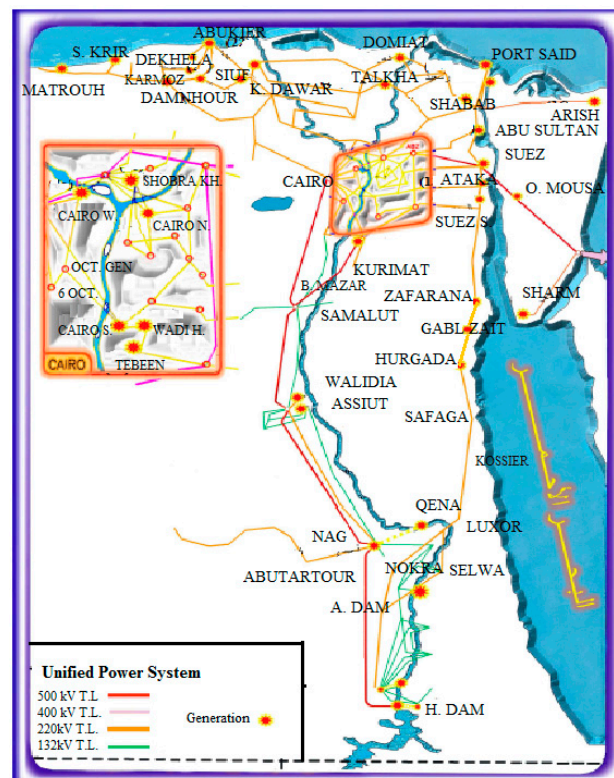 ABUKIER
DOMIAT
S. KRIR
DEKHELA
PORT SAID
MATROUH
KARMOZ
SIUF
TALKHA
DAMNHOUR
K. DAWAR
SHABAB
ARISH
ABU SULTAN
SUEZ
CAIRO
ATAKA
O. MOUSA
SUEZ S.
SHOBRA KH.
CAIRO W.
CAIRO N.
OCT. GEN
6 OCT.
CAIRO S.
WADI H.
TEBEEN
CAIRO
KURIMAT
B. MAZAR
SAMALUT
ZAFARANA
SHARM
GABL ZAIT
HURGADA
WALIDIA
ASSIUT
SAFAGA
KOSSIER
QENA
NAG
LUXOR
NOKRA
SELWA
ABUTARTOUR
A. DAM
H. DAM
Unified Power System
500 kV T.L
400 kV T.L.
220kV T.L.
132kV T.L.
Generation